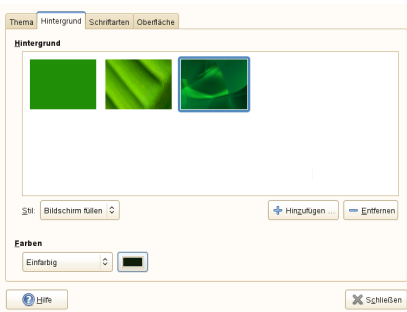 Thema Hintergrund Schriftarten Oberfläche
Hintergrund
Stil: Bildschirm füllen Hinzufügen ... Entfernen
Farben
Einfarbig
Hilfe Schließen